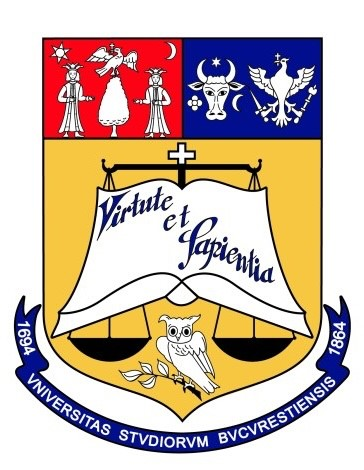 Virtute
et
Sapientia
1694 VNIVERSITAS STVDIORVM BVCVRESTIENSIS 1864